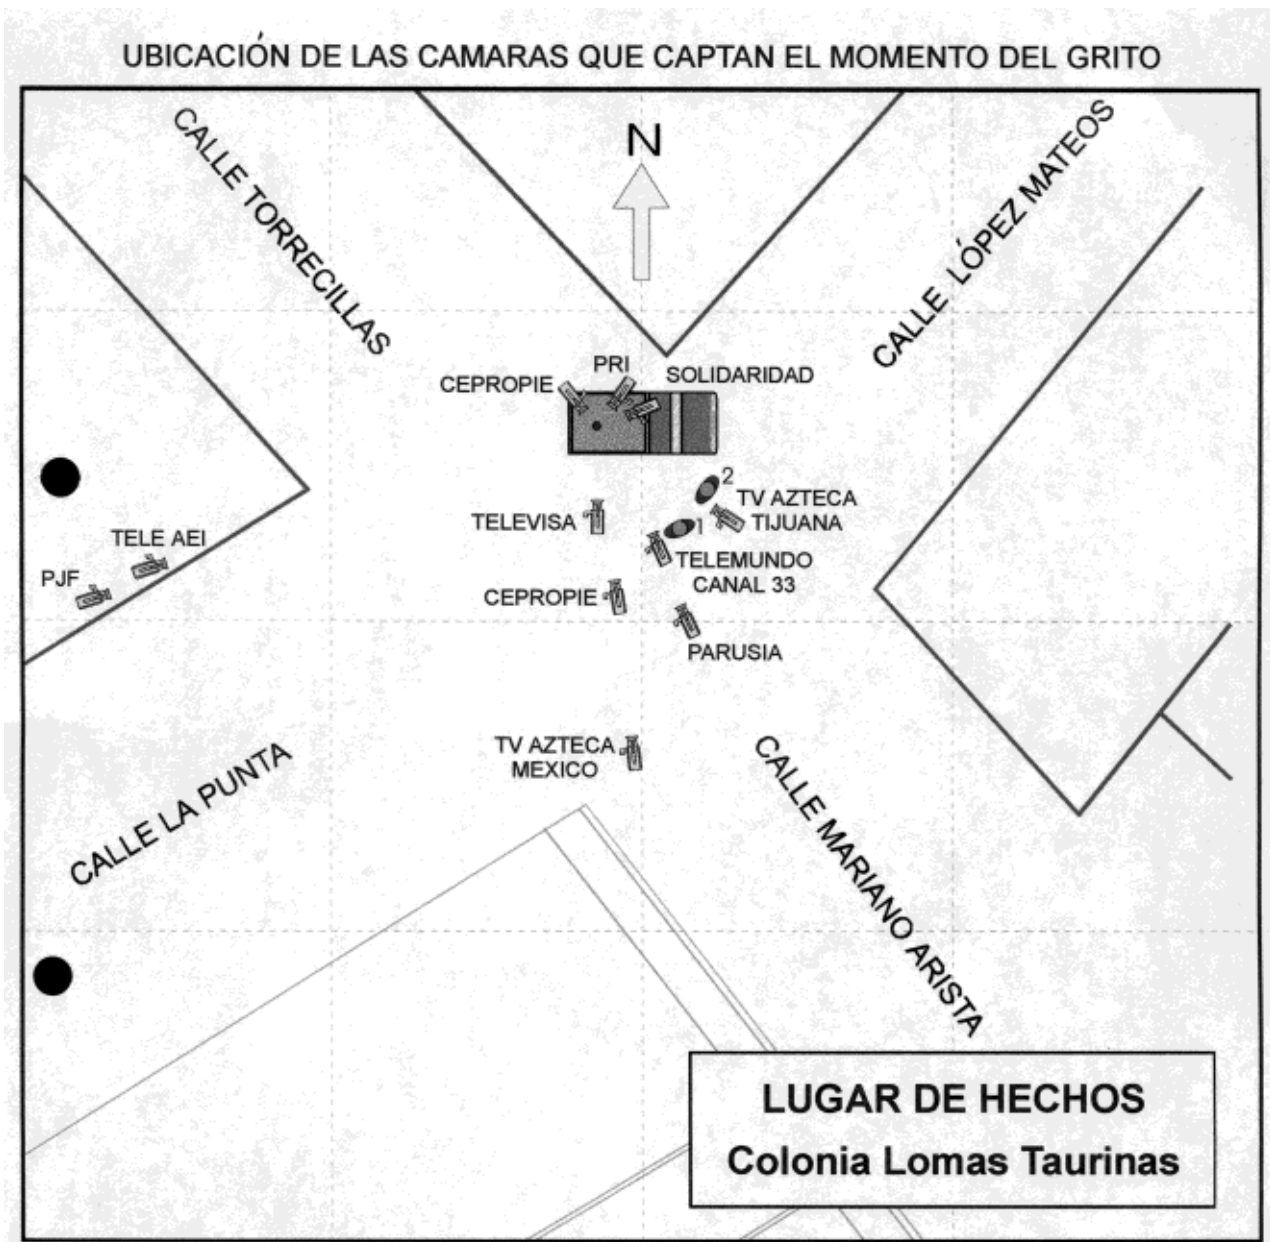 UBICACIÓN DE LAS CAMARAS QUE CAPTAN EL MOMENTO DEL GRITO
CALLE TORRECILLAS
N
CALLE LÓPEZ MATEOS
PRI
CEPROPIE
SOLIDARIDAD
2
TV AZTECA
TIJUANA
TELEVISA
1
TELE AEI
TELEMUNDO
CANAL 33
PJF
CEPROPIE
PARUSIA
TV AZTECA
MEXICO
CALLE LA PUNTA
CALLE MARIANO ARISTA
LUGAR DE HECHOS
Colonia Lomas Taurinas